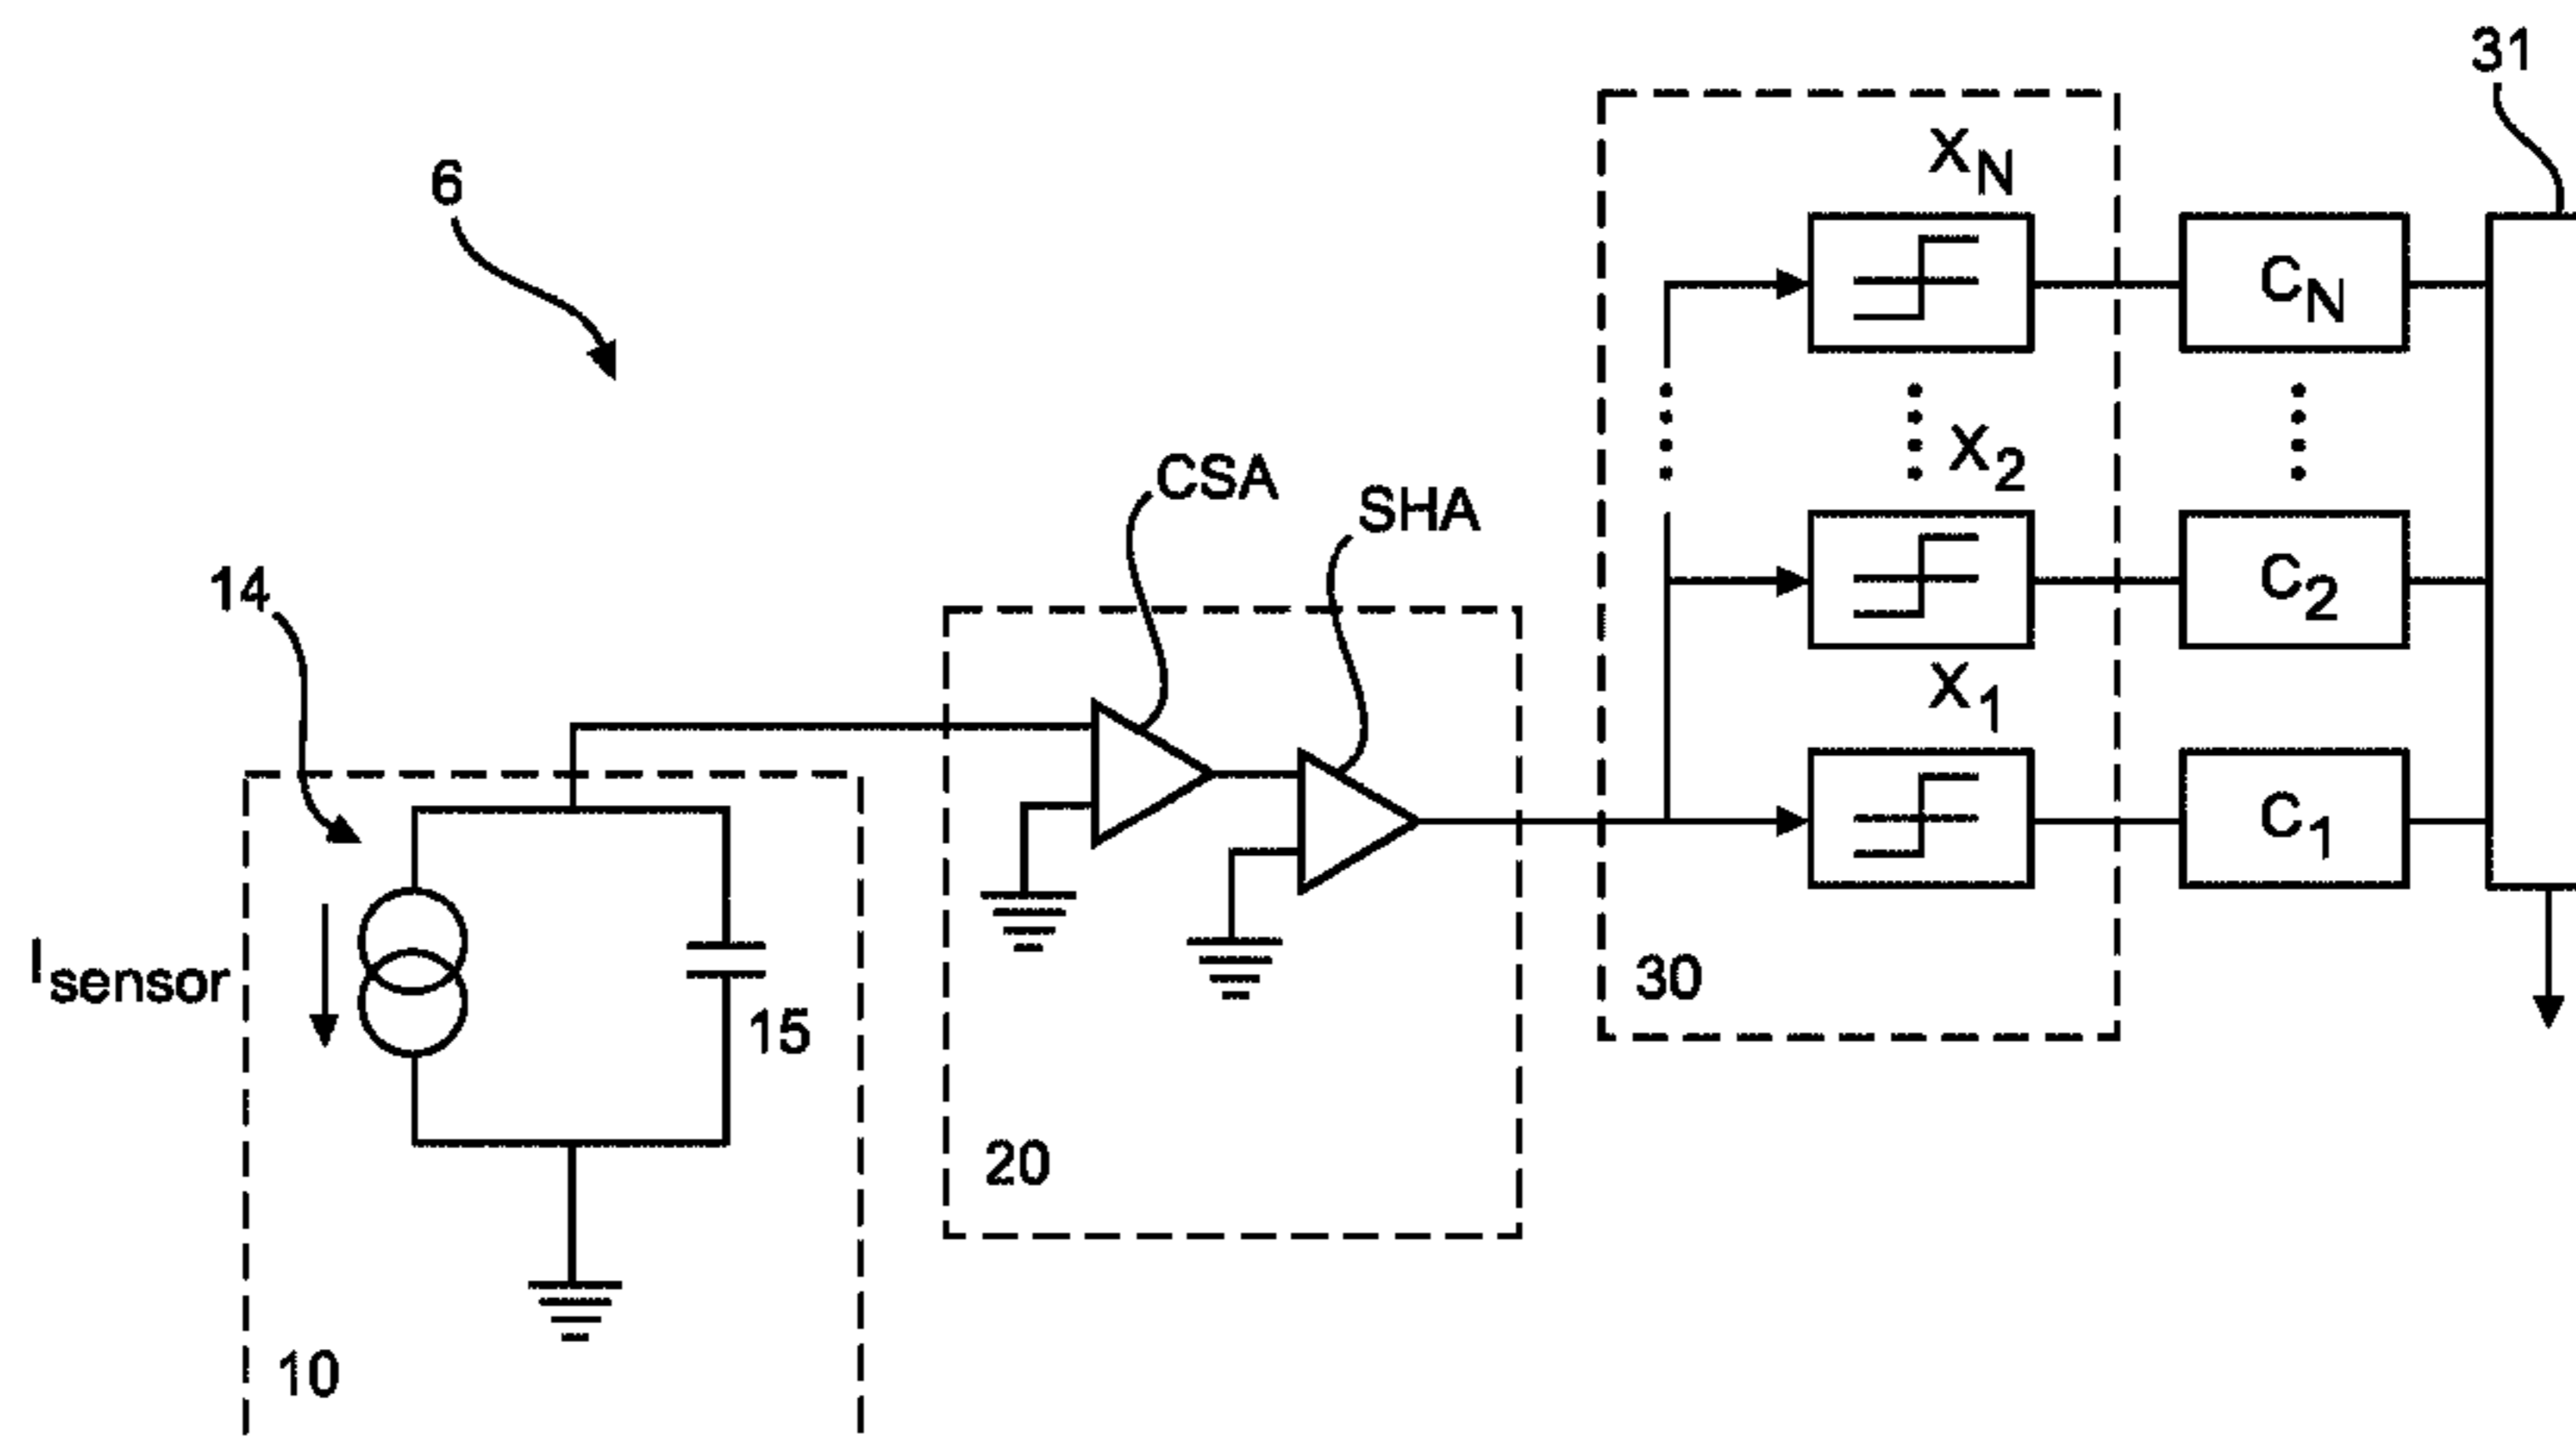 31
6
X_N
C_N
CSA
SHA
X_2
C_2
14
X_1
C_1
I_sensor
15
30
20
10